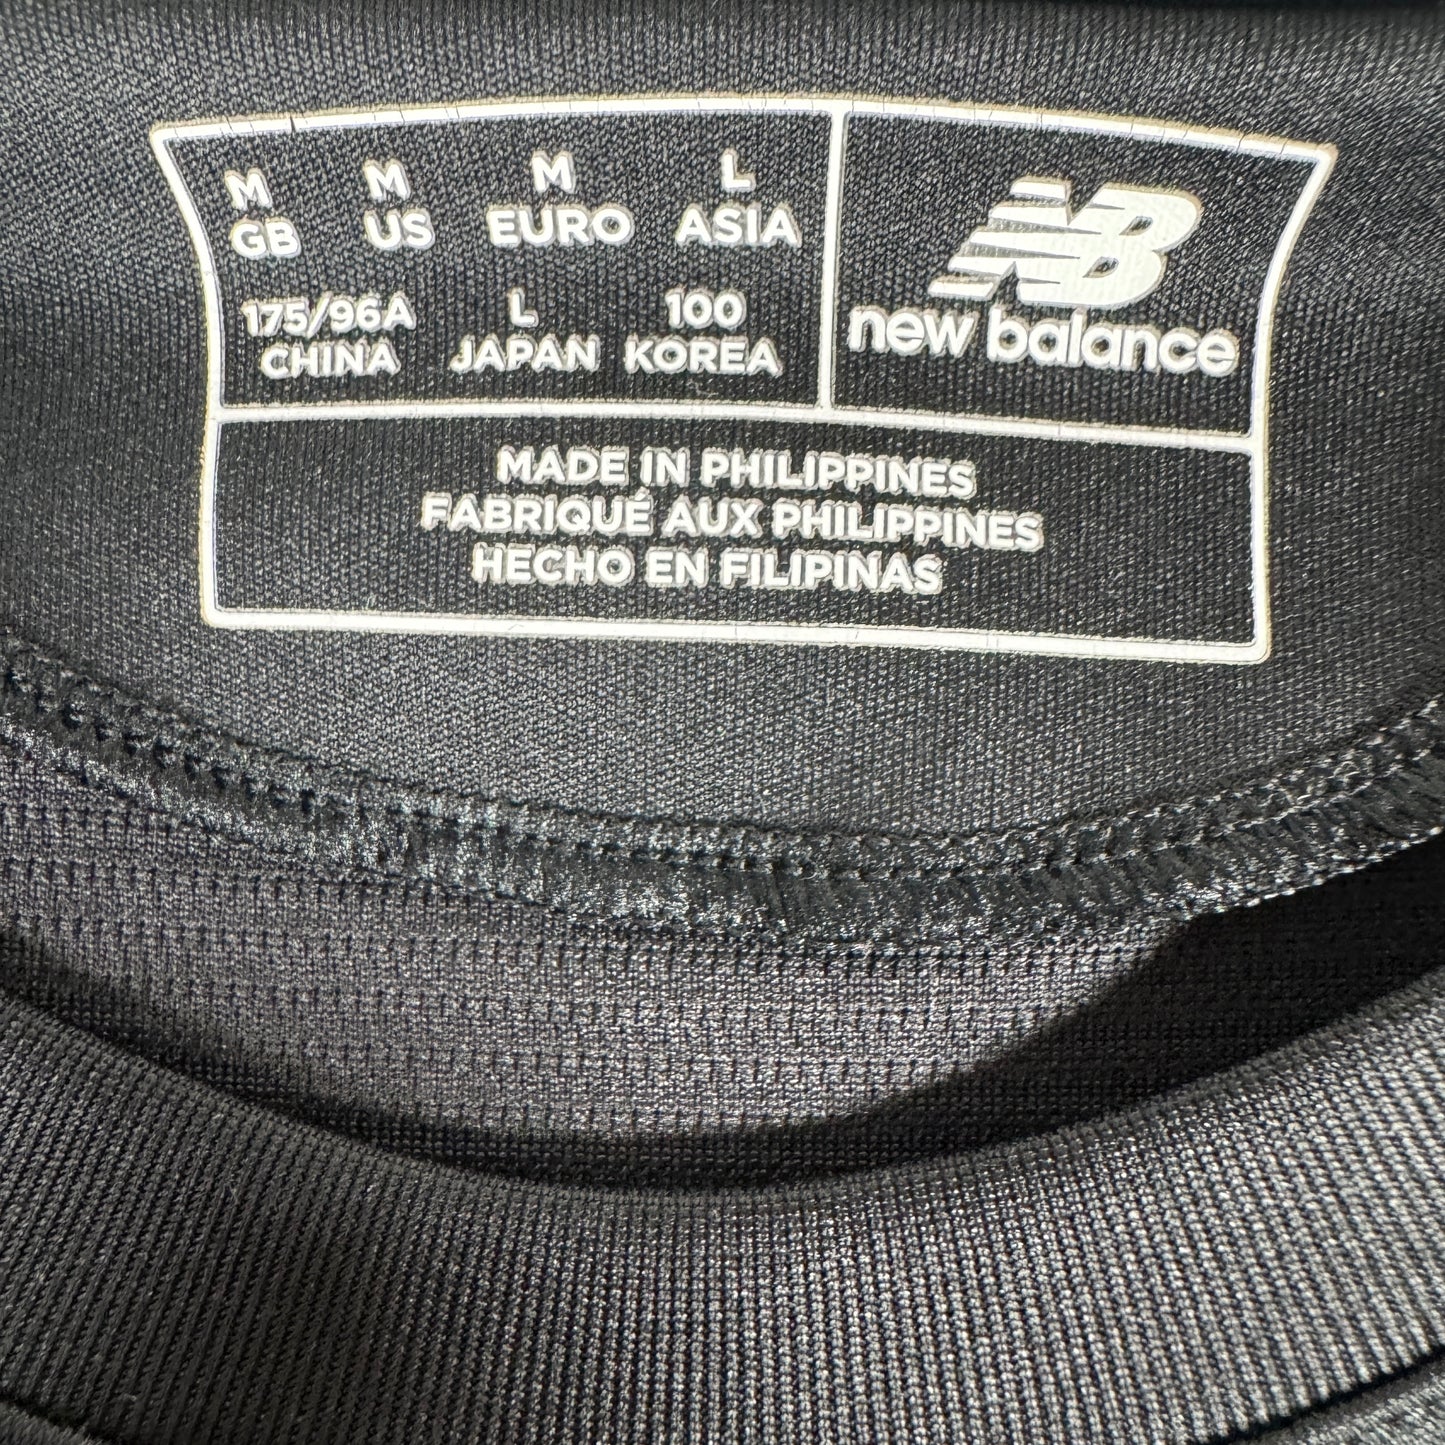 M M M L
GB US EURO ASIA
175/96A L 100
CHINA JAPAN KOREA
NB
new balance
MADE IN PHILIPPINES
FABRIQUÉ AUX PHILIPPINES
HECHO EN FILIPINAS